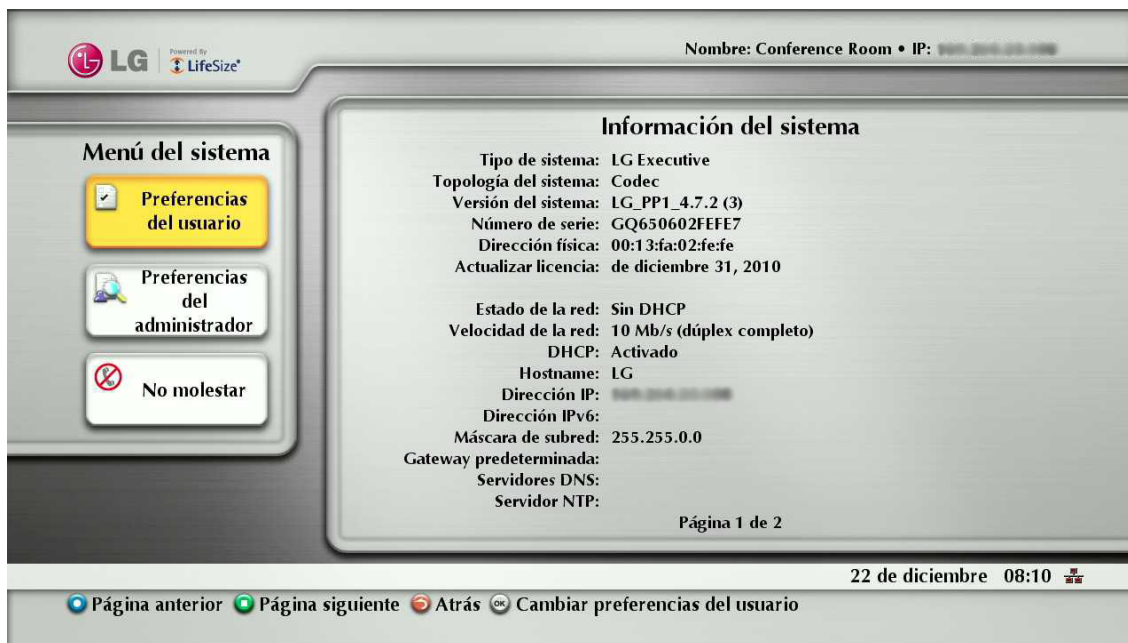 LG
Powered By
LifeSize
Nombre: Conference Room • IP:
Menú del sistema
Preferencias
del usuario
Preferencias
del
administrador
No molestar
Información del sistema
Tipo de sistema: LG Executive
Topología del sistema: Codec
Versión del sistema: LG_PP1_4.7.2 (3)
Número de serie: GQ650602FEFE7
Dirección física: 00:13:fa:02:fe:fe
Actualizar licencia: de diciembre 31, 2010
Estado de la red: Sin DHCP
Velocidad de la red: 10 Mb/s (dúplex completo)
DHCP: Activado
Hostname: LG
Dirección IP:
Dirección IPv6:
Máscara de subred: 255.255.0.0
Gateway predeterminada:
Servidores DNS:
Servidor NTP:
Página 1 de 2
22 de diciembre 08:10
Página anterior Página siguiente Atrás OK Cambiar preferencias del usuario